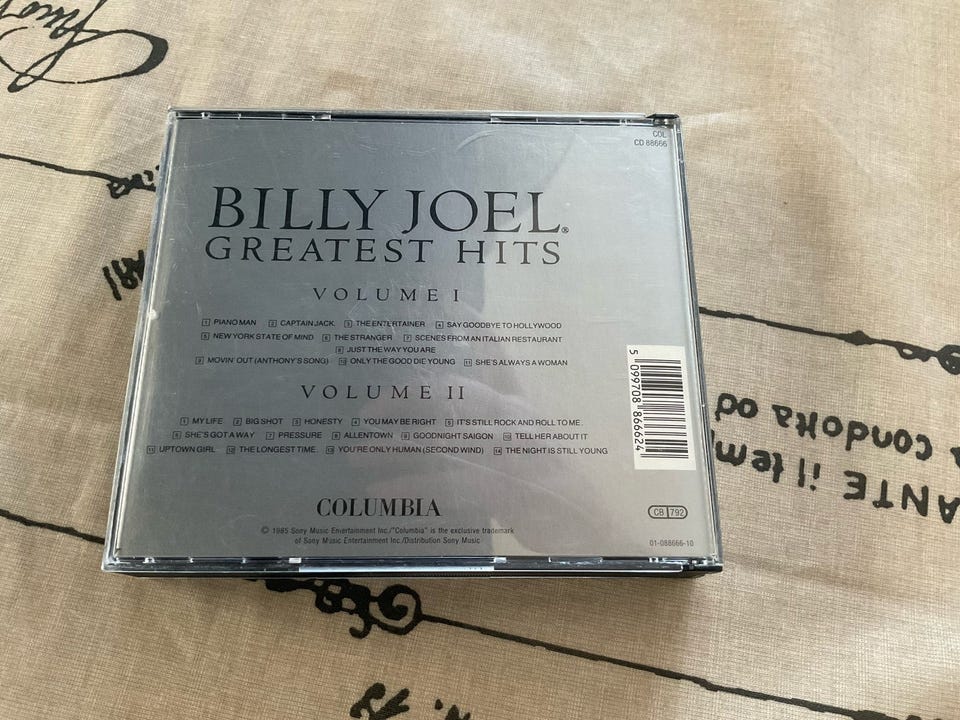 COL
CD 88666
BILLY JOEL®
GREATEST HITS
VOLUME I
1 PIANO MAN 2 CAPTAIN JACK 3 THE ENTERTAINER 4 SAY GOODBYE TO HOLLYWOOD
5 NEW YORK STATE OF MIND 6 THE STRANGER 7 SCENES FROM AN ITALIAN RESTAURANT
8 JUST THE WAY YOU ARE
9 MOVIN' OUT (ANTHONY'S SONG) 10 ONLY THE GOOD DIE YOUNG 11 SHE'S ALWAYS A WOMAN
VOLUME II
1 MY LIFE 2 BIG SHOT 3 HONESTY 4 YOU MAY BE RIGHT 5 IT'S STILL ROCK AND ROLL TO ME
6 SHE'S GOT A WAY 7 PRESSURE 8 ALLENTOWN 9 GOODNIGHT SAIGON 10 TELL HER ABOUT IT
11 UPTOWN GIRL 12 THE LONGEST TIME 13 YOU'RE ONLY HUMAN (SECOND WIND) 14 THE NIGHT IS STILL YOUNG
5 099708 866624
COLUMBIA
© 1985 Sony Music Entertainment Inc./"Columbia" is the exclusive trademark
of Sony Music Entertainment Inc./Distribution Sony Music
CB 792
01-088666-10